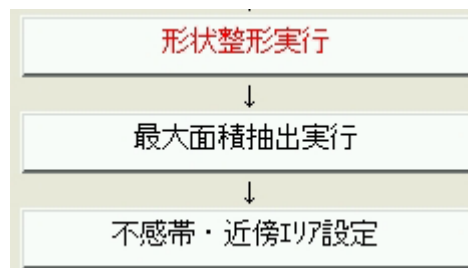 形状整形実行
↓
最大面積抽出実行
↓
不感帯・近傍ｴﾘｱ設定